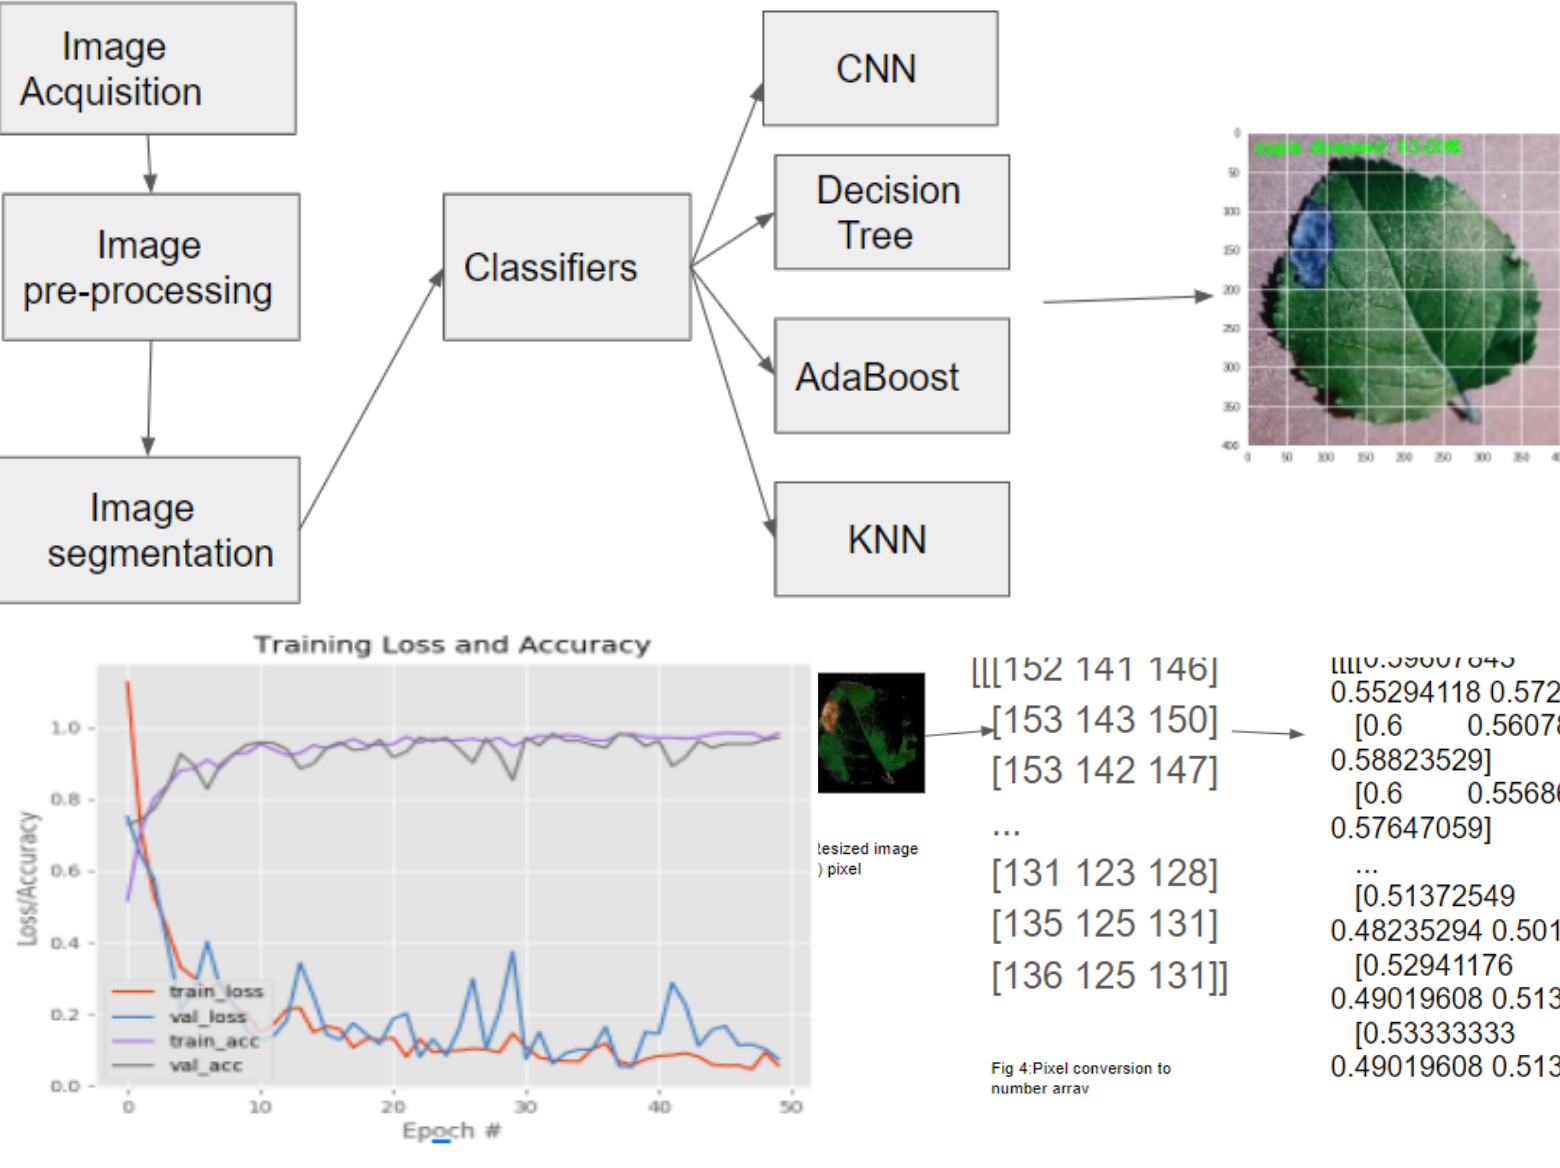 Image
Acquisition
Image
pre-processing
Image
segmentation
Classifiers
CNN
Decision
Tree
AdaBoost
KNN
apple diseased: 93.00%
0
50
100
150
200
250
300
350
400
0 50 100 150 200 250 300 350
Training Loss and Accuracy
Loss/Accuracy
1.0
0.8
0.6
0.4
0.2
0.0
train_loss
val_loss
train_acc
val_acc
0 10 20 30 40 50
Epoch #
esized image
) pixel
[[[152 141 146]
[153 143 150]
[153 142 147]
...
[131 123 128]
[135 125 131]
[136 125 131]]
Fig 4:Pixel conversion to
number array
[[[[0.59607843
0.55294118 0.572
[0.6 0.5607
0.58823529]
[0.6 0.5568
0.57647059]
...
[0.51372549
0.48235294 0.501
[0.52941176
0.49019608 0.513
[0.53333333
0.49019608 0.513